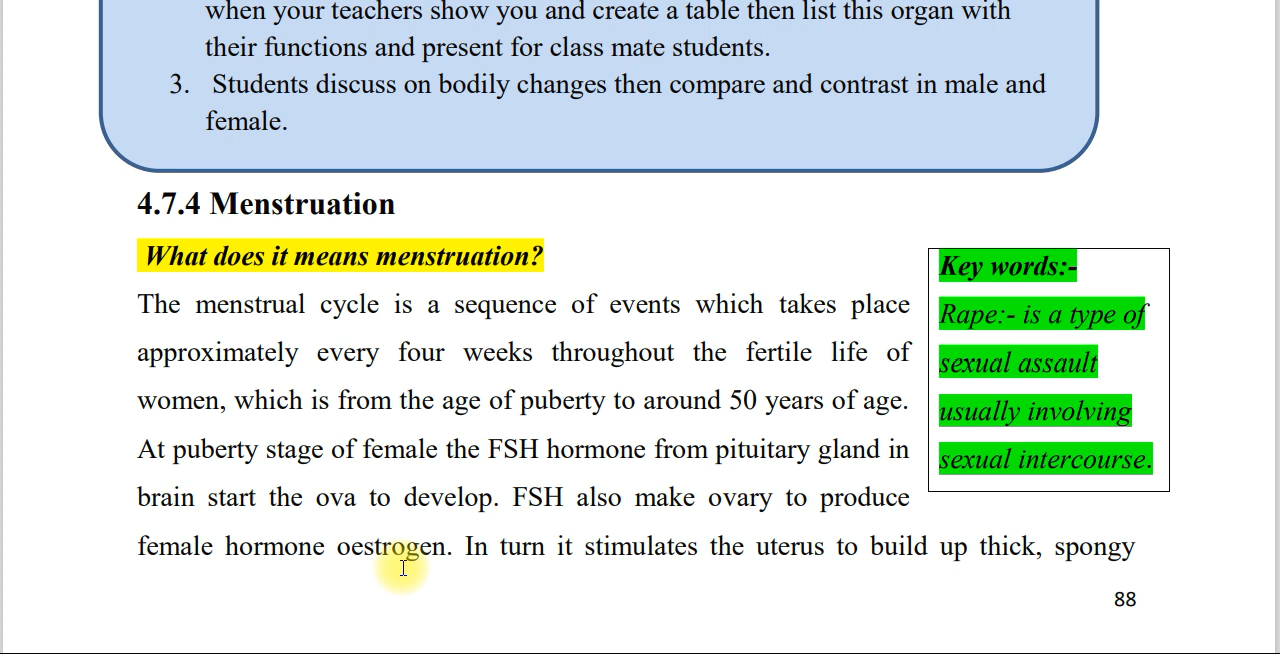 when your teachers show you and create a table then list this organ with
their functions and present for class mate students.
3. Students discuss on bodily changes then compare and contrast in male and
female.
4.7.4 Menstruation
What does it means menstruation?
The menstrual cycle is a sequence of events which takes place
approximately every four weeks throughout the fertile life of
women, which is from the age of puberty to around 50 years of age.
At puberty stage of female the FSH hormone from pituitary gland in
brain start the ova to develop. FSH also make ovary to produce
female hormone oestrogen. In turn it stimulates the uterus to build up thick, spongy
Key words:-
Rape:- is a type of
sexual assault
usually involving
sexual intercourse.
88